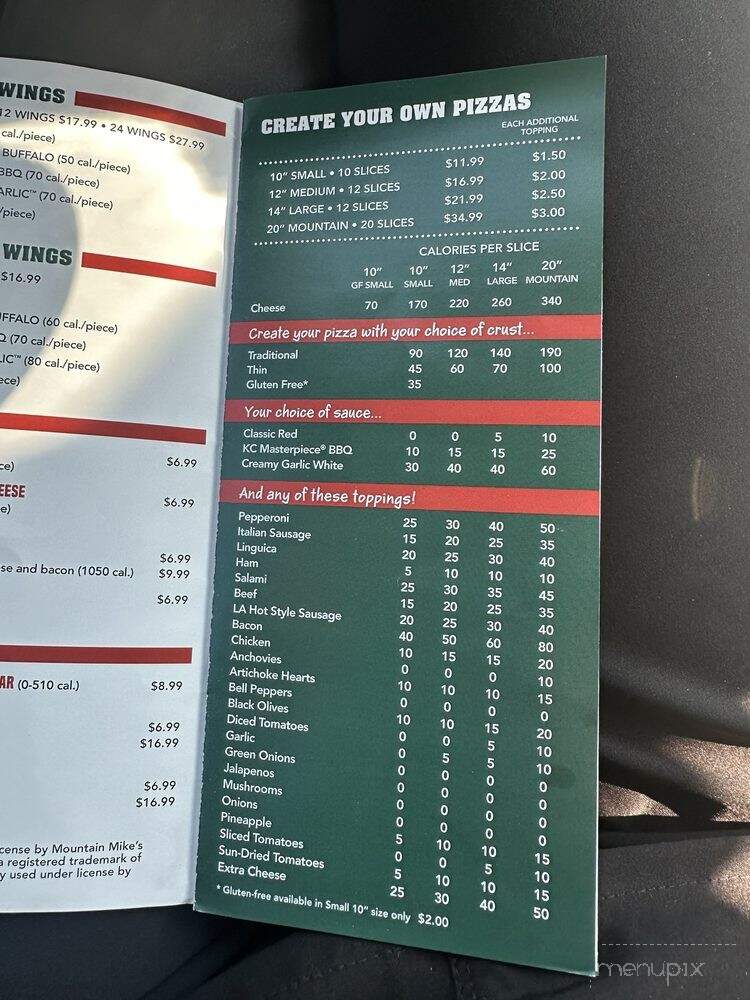 WINGS
12 WINGS $17.99 • 24 WINGS $27.99
cal./piece)
BUFFALO (50 cal./piece)
BBQ (70 cal./piece)
ARLIC™ (70 cal./piece)
/piece)
WINGS
$16.99
FFALO (60 cal./piece)
Q (70 cal./piece)
LIC™ (80 cal./piece)
ece)
ce) $6.99
EESE
e) $6.99
$6.99
se and bacon (1050 cal.) $9.99
$6.99
AR (0-510 cal.) $8.99
$6.99
$16.99
$6.99
$16.99
cense by Mountain Mike's
a registered trademark of
y used under license by
CREATE YOUR OWN PIZZAS
EACH ADDITIONAL
TOPPING
10" SMALL • 10 SLICES $11.99 $1.50
12" MEDIUM • 12 SLICES $16.99 $2.00
14" LARGE • 12 SLICES $21.99 $2.50
20" MOUNTAIN • 20 SLICES $34.99 $3.00
CALORIES PER SLICE
10" 10" 12" 14" 20"
GF SMALL SMALL MED LARGE MOUNTAIN
Cheese 70 170 220 260 340
Create your pizza with your choice of crust...
Traditional 90 120 140 190
Thin 45 60 70 100
Gluten Free* 35
Your choice of sauce...
Classic Red 0 0 5 10
KC Masterpiece® BBQ 10 15 15 25
Creamy Garlic White 30 40 40 60
And any of these toppings!
Pepperoni 25 30 40 50
Italian Sausage 15 20 25 35
Linguica 20 25 30 40
Ham 5 10 10 10
Salami 25 30 35 45
Beef 15 20 25 35
LA Hot Style Sausage 20 25 30 40
Bacon 40 50 60 80
Chicken 10 15 15 20
Anchovies 0 0 0 10
Artichoke Hearts 10 10 10 15
Bell Peppers 0 0 0 0
Black Olives 10 10 15 20
Diced Tomatoes 0 0 5 10
Garlic 0 5 5 10
Green Onions 0 0 0 0
Jalapenos 0 0 0 0
Mushrooms 0 0 0 0
Onions 0 0 0 0
Pineapple 5 10 10 15
Sliced Tomatoes 0 0 5 10
Sun-Dried Tomatoes 5 10 10 15
Extra Cheese 25 30 40 50
* Gluten-free available in Small 10" size only $2.00
menupix